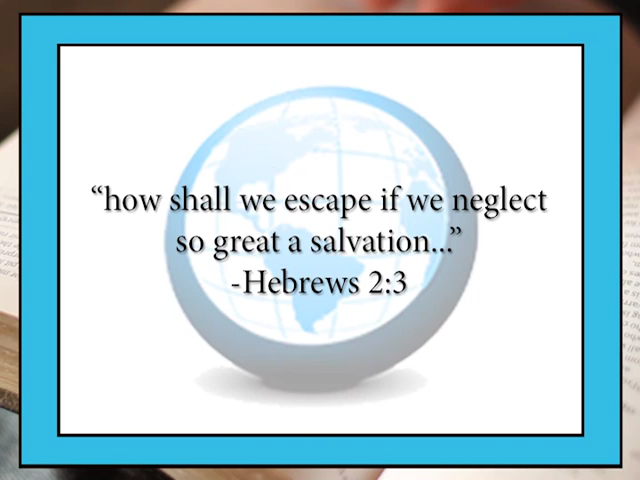 “how shall we escape if we neglect
so great a salvation...”
-Hebrews 2:3